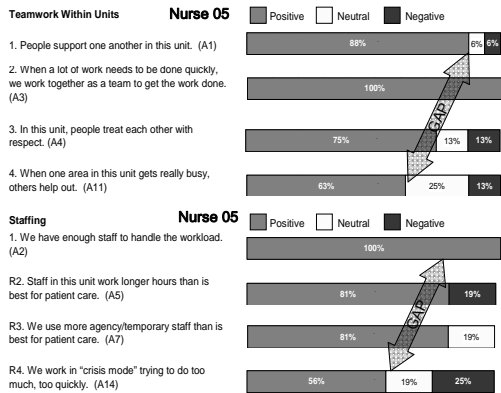 Teamwork Within Units Nurse 05 Positive Neutral Negative
1. People support one another in this unit. (A1) 88% 6% 6%
2. When a lot of work needs to be done quickly,
we work together as a team to get the work done. 100%
(A3)
GAP
3. In this unit, people treat each other with 75% 13% 13%
respect. (A4)
4. When one area in this unit gets really busy, 63% 25% 13%
others help out. (A11)
Staffing Nurse 05 Positive Neutral Negative
1. We have enough staff to handle the workload. 100%
(A2)
R2. Staff in this unit work longer hours than is 81% 19%
best for patient care. (A5)
GAP
R3. We use more agency/temporary staff than is 81% 19%
best for patient care. (A7)
R4. We work in “crisis mode” trying to do too 56% 19% 25%
much, too quickly. (A14)